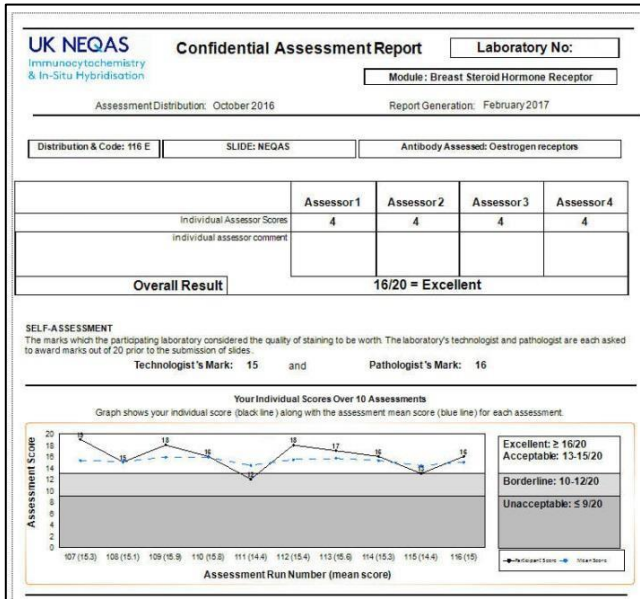 UK NEQAS
Immunocytochemistry
& In-Situ Hybridisation
Confidential Assessment Report
Laboratory No:
Module: Breast Steroid Hormone Receptor
Assessment Distribution: October 2016
Report Generation: February 2017
Distribution & Code: 116 E
SLIDE: NEQAS
Antibody Assessed: Oestrogen receptors
Assessor 1 Assessor 2 Assessor 3 Assessor 4
Individual Assessor Scores 4 4 4 4
individual assessor comment
Overall Result 16/20 = Excellent
SELF-ASSESSMENT
The marks which the participating laboratory considered the quality of staining to be worth. The laboratory's technologist and pathologist are each asked
to award marks out of 20 prior to the submission of slides.
Technologist's Mark: 15 and Pathologist's Mark: 16
Your Individual Scores Over 10 Assessments
Graph shows your individual score (black line) along with the assessment mean score (blue line) for each assessment.
Assessment Score
20
18
16
14
12
10
8
6
4
2
0
19 15 18 16 12 18 17 16 13 16
107 (15.3) 108 (15.1) 109 (15.9) 110 (15.8) 111 (14.4) 112 (15.4) 113 (15.6) 114 (15.3) 115 (14.4) 116 (15)
Assessment Run Number (mean score)
Excellent: ≥ 16/20
Acceptable: 13-15/20
Borderline: 10-12/20
Unacceptable: ≤ 9/20
Participant Score Mean Score